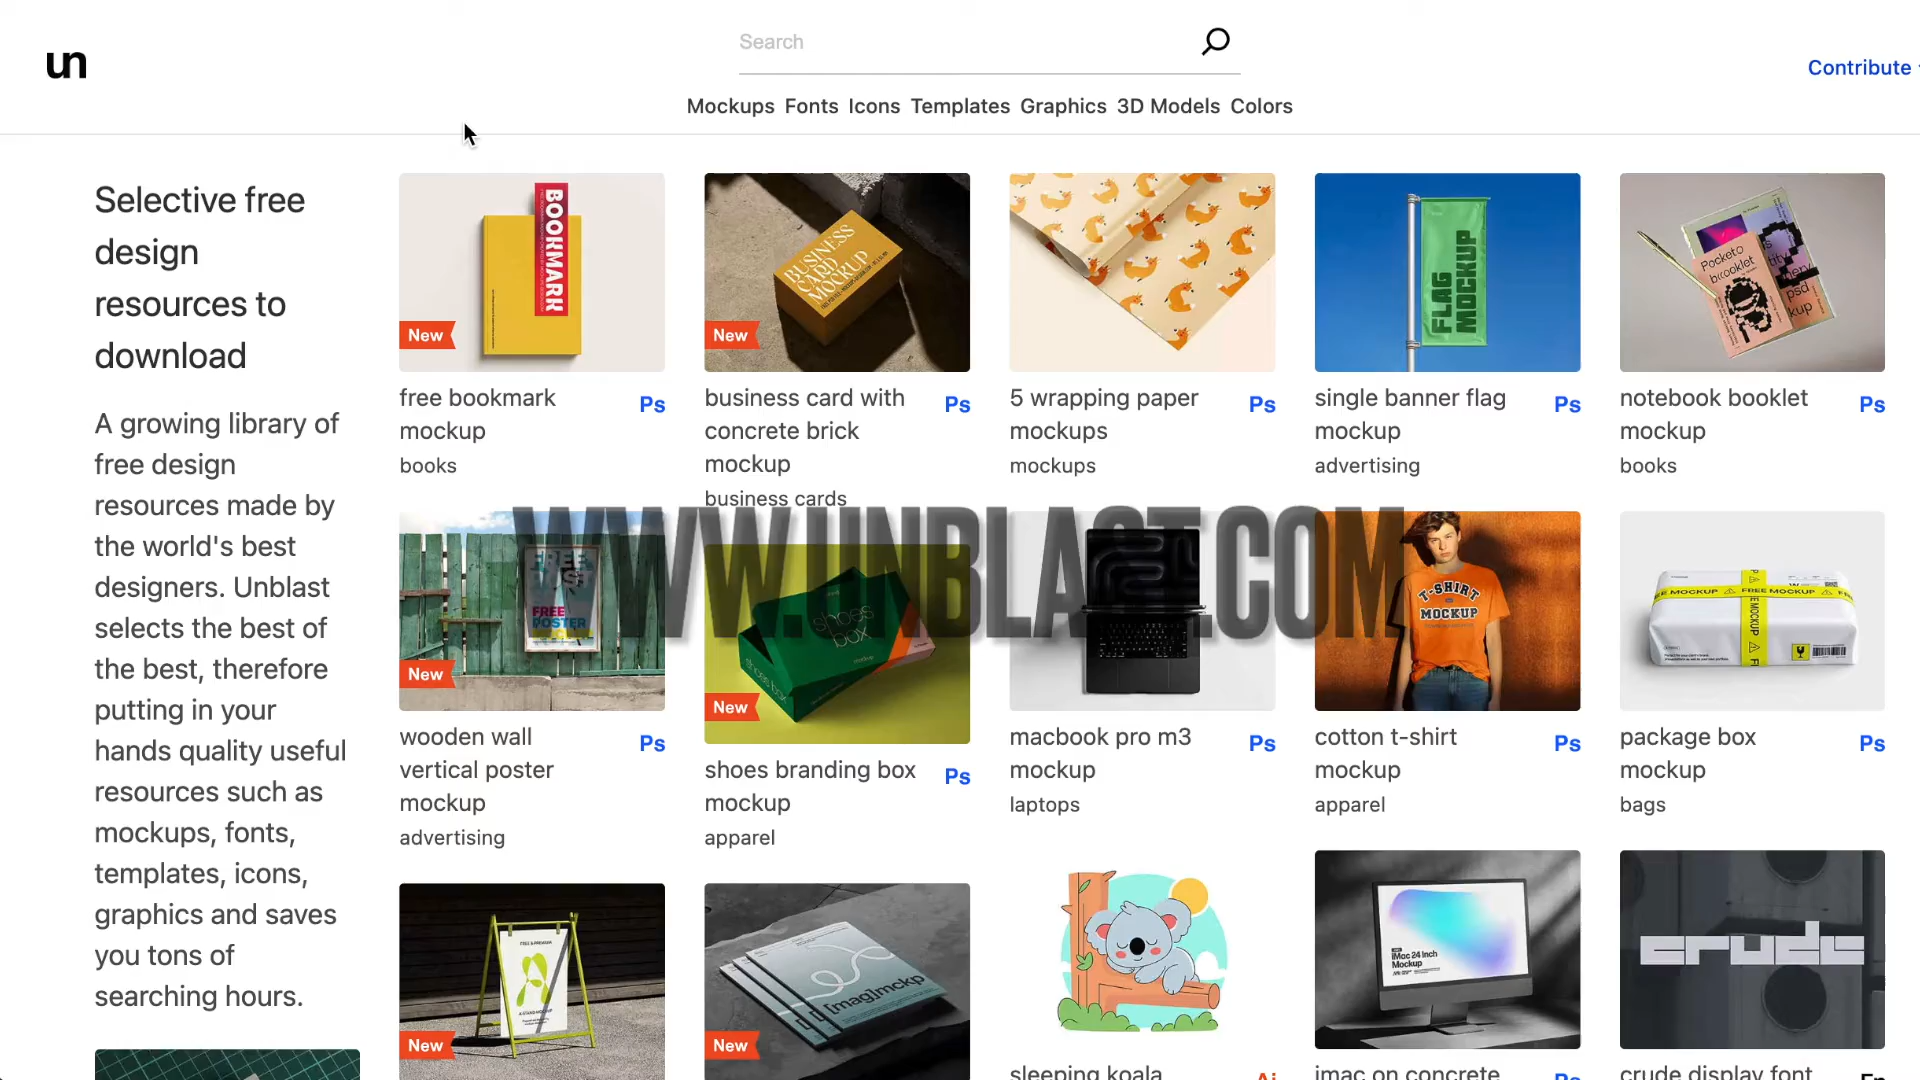 un
Search
Contribute
Mockups Fonts Icons Templates Graphics 3D Models Colors
Selective free
design
resources to
download
A growing library of
free design
resources made by
the world's best
designers. Unblast
selects the best of
the best, therefore
putting in your
hands quality useful
resources such as
mockups, fonts,
templates, icons,
graphics and saves
you tons of
searching hours.
BOOKMARK
New
free bookmark
mockup
Ps
books
BUSINESS
CARD
MOCKUP
New
business card with
concrete brick
mockup
Ps
business cards
5 wrapping paper
mockups
Ps
mockups
FLAG
MOCKUP
single banner flag
mockup
Ps
advertising
Pocket o
b(r)ooklet
psd
notebook booklet
mockup
Ps
books
WWW.UNBLAST.COM
FREE
POSTER
New
wooden wall
vertical poster
mockup
Ps
advertising
shoes
box
shoes box
New
shoes branding box
mockup
Ps
apparel
macbook pro m3
mockup
Ps
laptops
T-SHIRT
MOCKUP
cotton t-shirt
mockup
Ps
apparel
FREE MOCKUP
package box
mockup
Ps
bags
New
[mag]mckp
New
sleeping koala
Ai
iMac 24 Inch
Mockup
imac on concrete
Ps
crude
crude display font